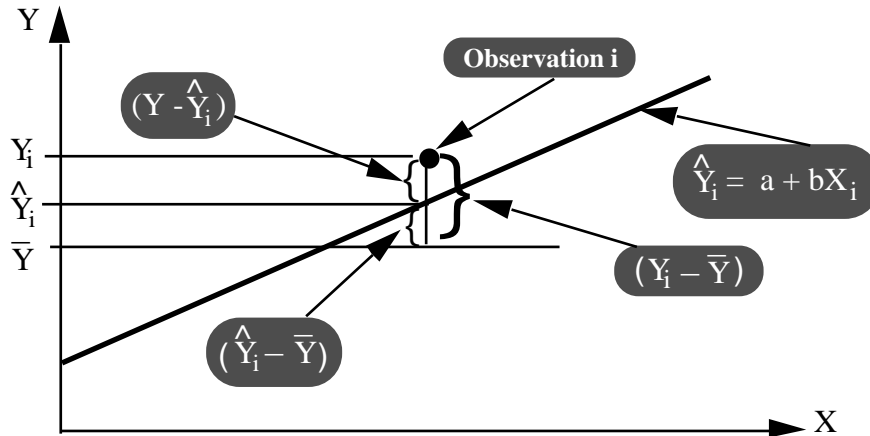 Y
Observation i
(Y - Ŷi)
Yi
Ŷi = a + bXi
Ŷi
Y̅
(Yi – Y̅)
(Ŷi – Y̅)
X